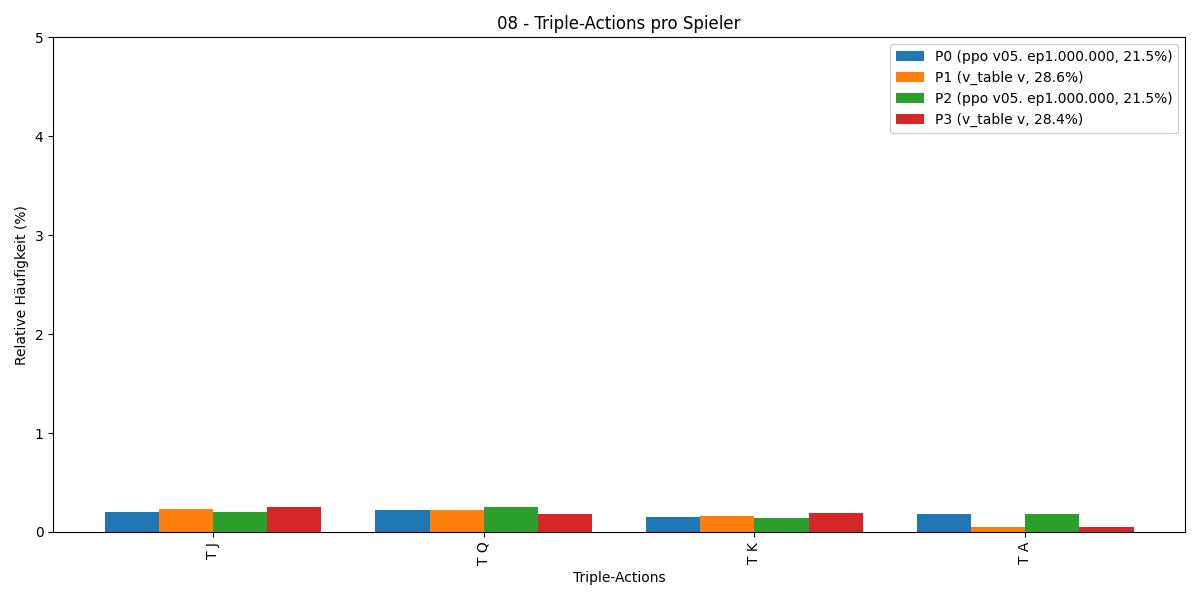 08 - Triple-Actions pro Spieler
P0 (ppo v05. ep1.000.000, 21.5%)
P1 (v_table v, 28.6%)
P2 (ppo v05. ep1.000.000, 21.5%)
P3 (v_table v, 28.4%)
Relative Häufigkeit (%)
5
4
3
2
1
0
T J
T Q
T K
T A
Triple-Actions